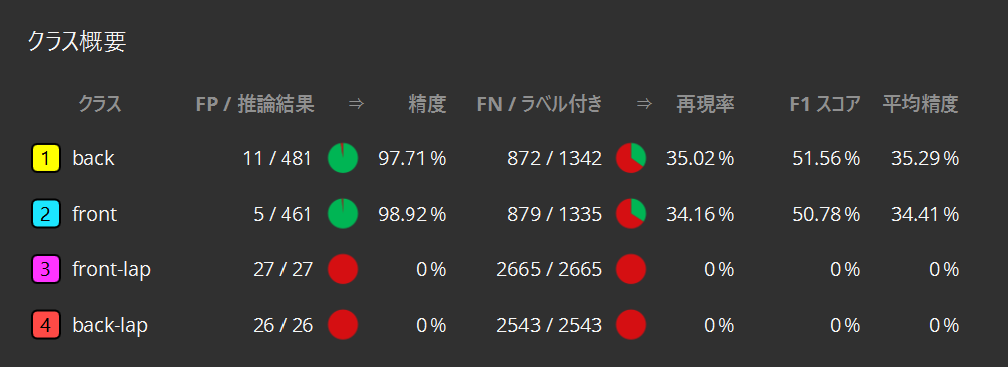 クラス概要
クラス FP / 推論結果 ⇒ 精度 FN / ラベル付き ⇒ 再現率 F1 スコア 平均精度
1 back 11 / 481 97.71 % 872 / 1342 35.02 % 51.56 % 35.29 %
2 front 5 / 461 98.92 % 879 / 1335 34.16 % 50.78 % 34.41 %
3 front-lap 27 / 27 0 % 2665 / 2665 0 % 0 % 0 %
4 back-lap 26 / 26 0 % 2543 / 2543 0 % 0 % 0 %